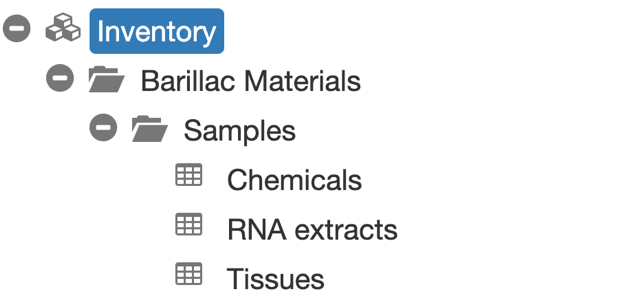 Inventory
Barillac Materials
Samples
Chemicals
RNA extracts
Tissues